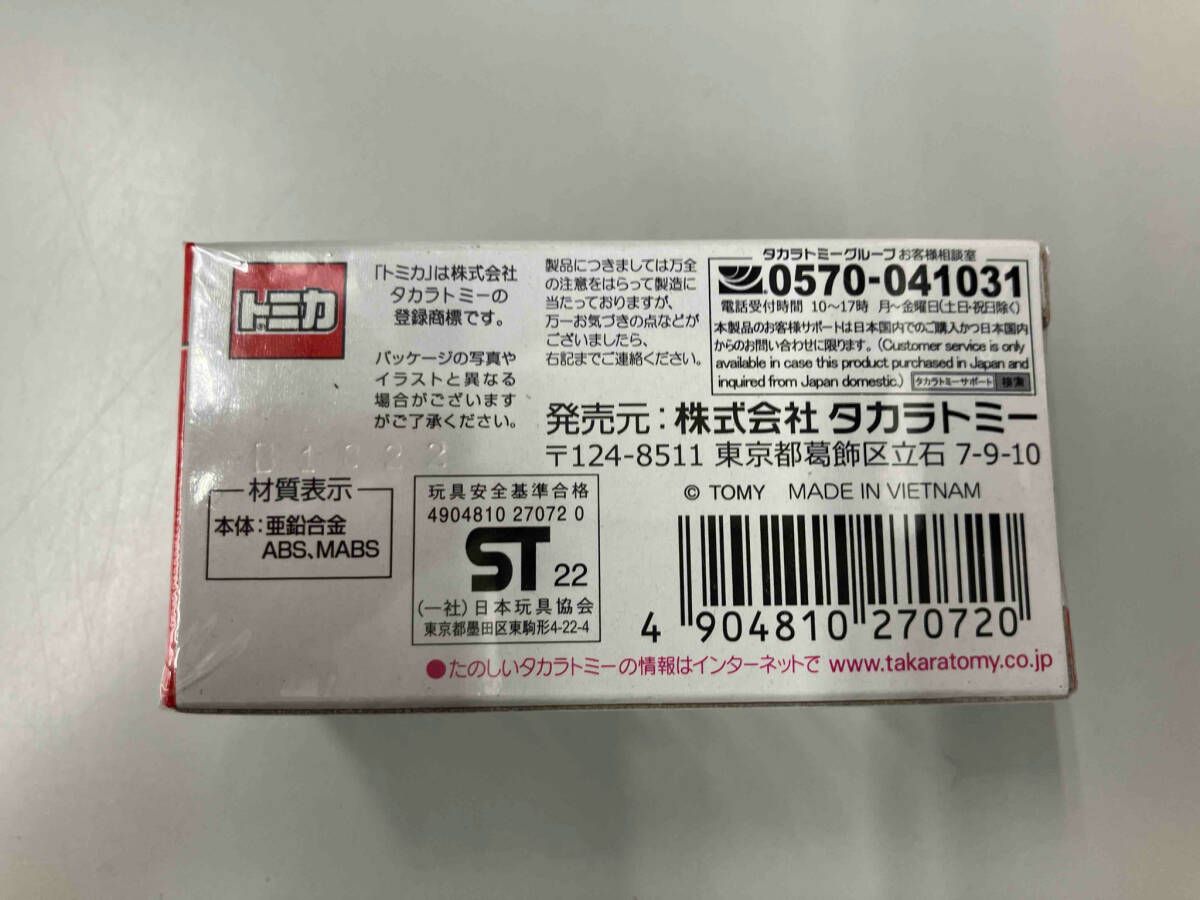 トミカ
「トミカ」は株式会社
タカラトミーの
登録商標です。
パッケージの写真や
イラストと異なる
場合がございます
がご了承ください。
製品につきましては万全
の注意をはらって製造に
当たっておりますが、
万一お気づきの点などが
ございましたら、
右記までご連絡ください。
タカラトミーグループ お客様相談室
0570-041031
電話受付時間 10〜17時 月〜金曜日(土日・祝日除く)
本製品のお客様サポートは日本国内でのご購入かつ日本国内
からのお問い合わせに限ります。(Customer service is only
available in case this product purchased in Japan and
inquired from Japan domestic.) タカラトミーサポート 検索
発売元:株式会社 タカラトミー
〒124-8511 東京都葛飾区立石 7-9-10
© TOMY MADE IN VIETNAM
材質表示
本体:亜鉛合金
ABS、MABS
玩具安全基準合格
4904810 27072 0
ST 22
(一社)日本玩具協会
東京都墨田区東駒形4-22-4
4 904810 270720
●たのしいタカラトミーの情報はインターネットで www.takaratomy.co.jp